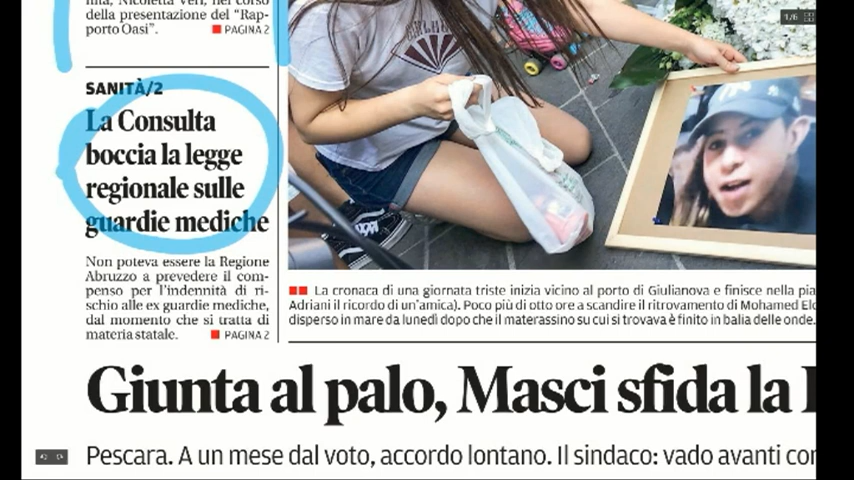 nità, Nicoletta Verì, nel corso
della presentazione del “Rap-
porto Oasi”. PAGINA 2
SANITÀ/2
La Consulta
boccia la legge
regionale sulle
guardie mediche
Non poteva essere la Regione
Abruzzo a prevedere il com-
penso per l'indennità di ri-
schio alle ex guardie mediche,
dal momento che si tratta di
materia statale. PAGINA 2
1/6
La cronaca di una giornata triste inizia vicino al porto di Giulianova e finisce nella pia
Adriani il ricordo di un'amica). Poco più di otto ore a scandire il ritrovamento di Mohamed Elc
disperso in mare da lunedì dopo che il materassino su cui si trovava è finito in balia delle onde.
Giunta al palo, Masci sfida la
Pescara. A un mese dal voto, accordo lontano. Il sindaco: vado avanti con